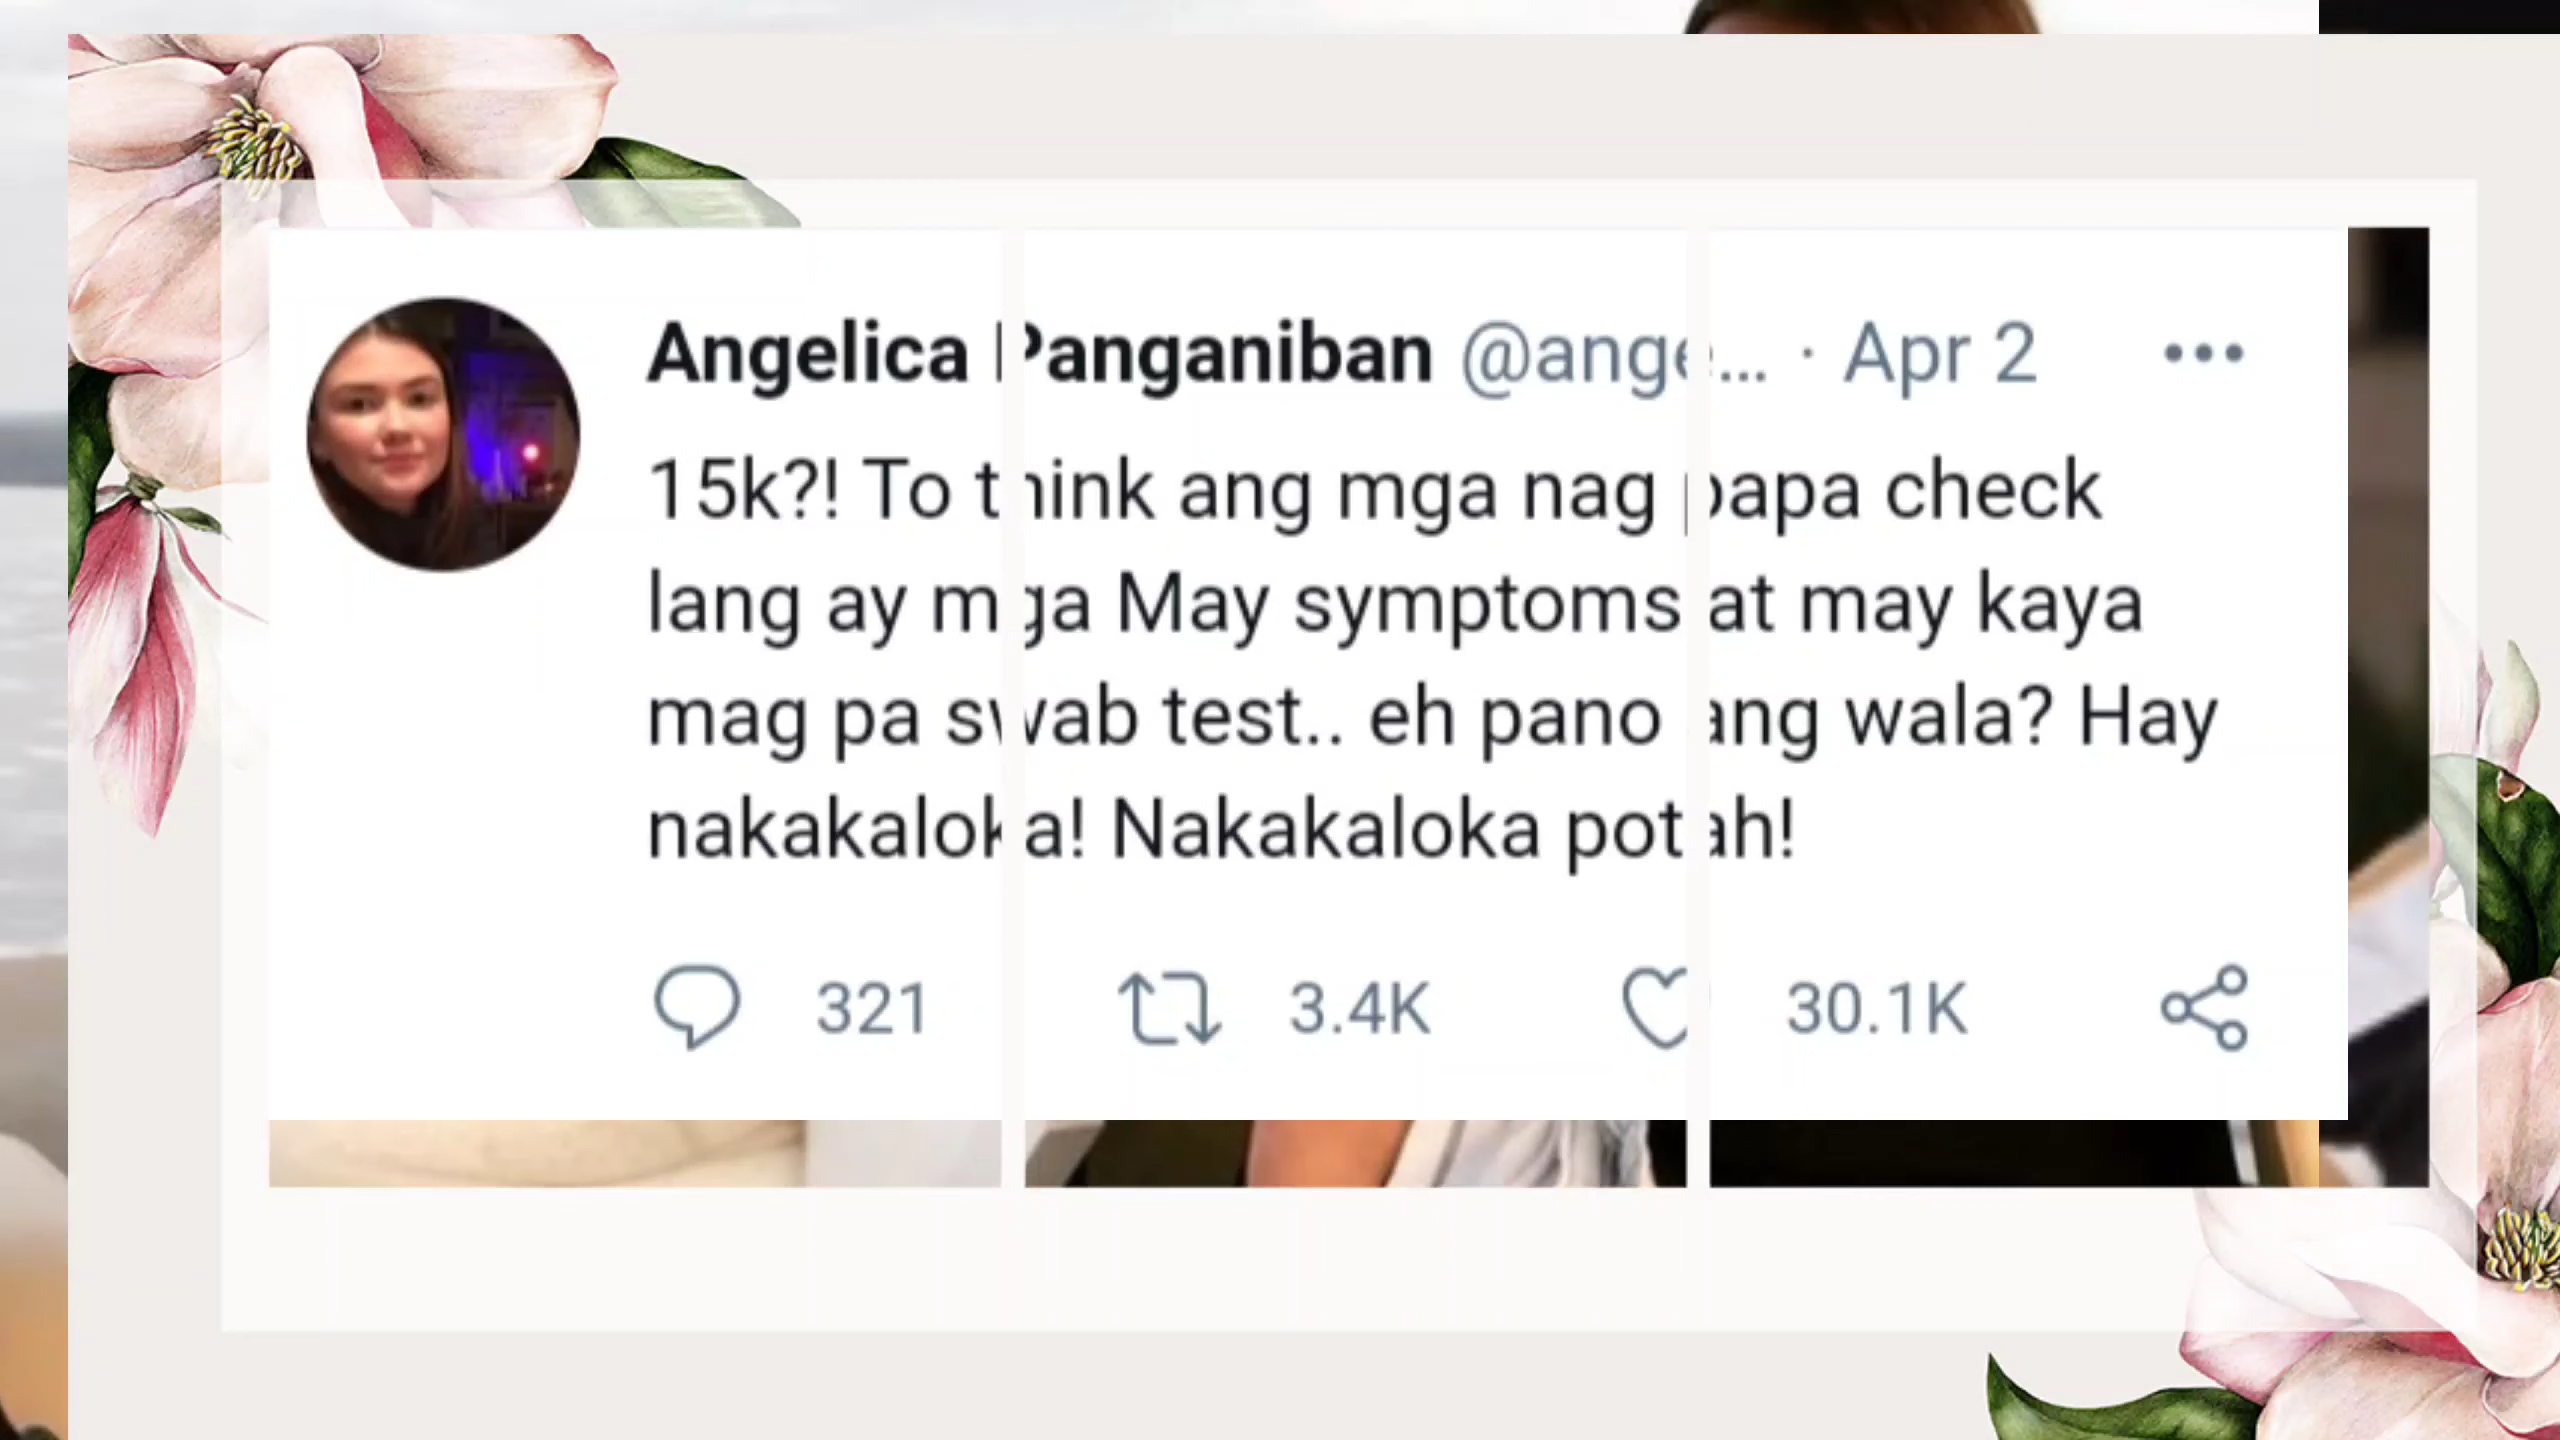 Angelica Panganiban @ange... · Apr 2
15k?! To think ang mga nag papa check
lang ay mga May symptoms at may kaya
mag pa swab test.. eh pano ang wala? Hay
nakakaloka! Nakakaloka potah!
321 3.4K 30.1K